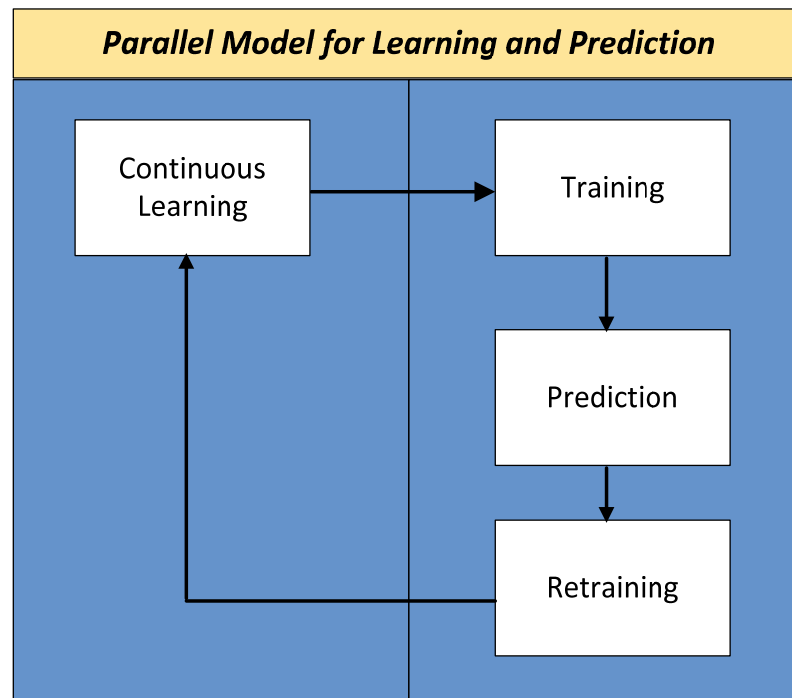 Parallel Model for Learning and Prediction
Continuous
Learning
Training
Prediction
Retraining